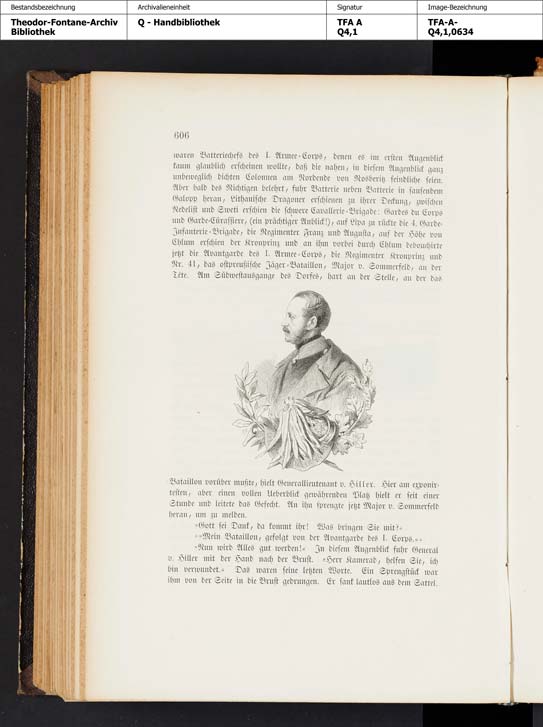 Bestandsbezeichnung
Archivalieneinheit
Signatur
Image-Bezeichnung
Theodor-Fontane-Archiv
Bibliothek
Q - Handbibliothek
TFA A
Q4,1
TFA-A-
Q4,1,0634
606
waren Batteriechefs des I. Armee-Corps, denen es im ersten Augenblick
kaum glaublich erscheinen wollte, daß die nahen, in diesem Augenblick ganz
unbeweglich dichten Colonnen am Nordende von Rosberitz feindliche seien.
Aber bald des Richtigen belehrt, fuhr Batterie neben Batterie in sausendem
Galopp heran, Lithauische Dragoner erschienen zu ihrer Deckung, zwischen
Nedelist und Sweti erschien die schwere Cavallerie-Brigade: Gardes du Corps
und Garde-Cürassiere, (ein prächtiger Anblick!), auf Lipa zu rückte die 4. Garde-
Infanterie-Brigade, die Regimenter Franz und Augusta, auf der Höhe von
Chlum erschien der Kronprinz und an ihm vorbei durch Chlum debouchirte
jetzt die Avantgarde des I. Armee-Corps, die Regimenter Kronprinz und
Nr. 41, das ostpreußische Jäger-Bataillon, Major v. Sommerfeld, an der
Tête. Am Südwestausgange des Dorfes, hart an der Stelle, an der das
Bataillon vorüber mußte, hielt Generallieutenant v. Hiller. Hier am exponir-
testen, aber einen vollen Ueberblick gewährenden Platz hielt er seit einer
Stunde und leitete das Gefecht. An ihn sprengte jetzt Major v. Sommerfeld
heran, um zu melden.
»Gott sei Dank, da kommt ihr! Was bringen Sie mit?«
»»Mein Bataillon, gefolgt von der Avantgarde des I. Corps.««
»Nun wird Alles gut werden!« In diesem Augenblick fuhr General
v. Hiller mit der Hand nach der Brust. »Herr Kamerad, helfen Sie, ich
bin verwundet.« Das waren seine letzten Worte. Ein Sprengstück war
ihm von der Seite in die Brust gedrungen. Er sank lautlos aus dem Sattel.